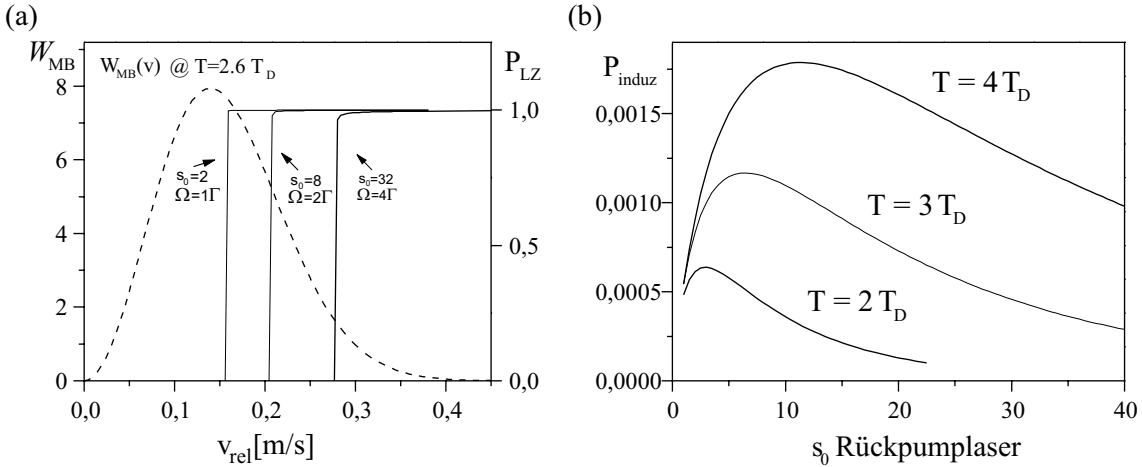 (a)
W_MB
W_MB(v) @ T=2.6 T_D
P_LZ
8
6
4
2
0
1,0
0,5
0,0
s_0=2
Ω=1Γ
s_0=8
Ω=2Γ
s_0=32
Ω=4Γ
0,0 0,1 0,2 0,3 0,4
v_rel[m/s]
(b)
P_induz
0,0015
0,0010
0,0005
0,0000
T = 4 T_D
T = 3 T_D
T = 2 T_D
0 10 20 30 40
s_0 Rückpumplaser